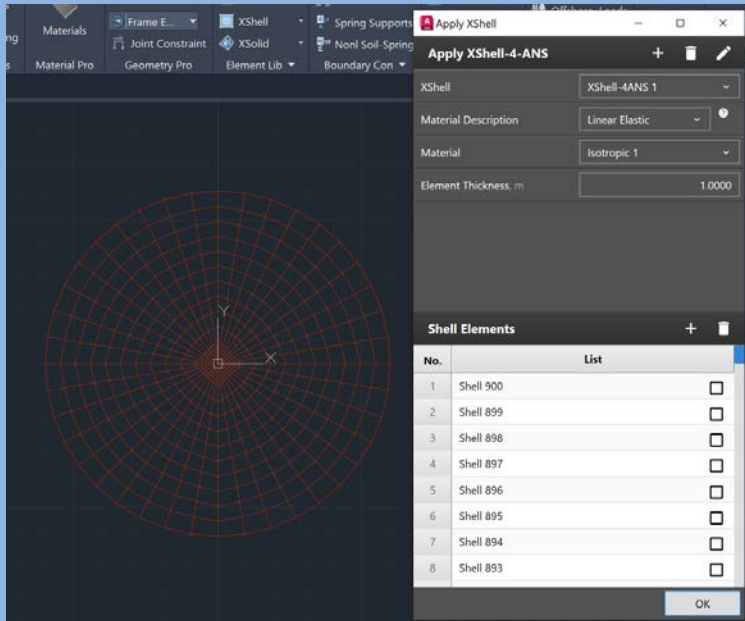 Materials
Frame E...
XShell
Spring Supports
ng
Joint Constraint
XSolid
Nonl Soil-Spring
s
Material Pro
Geometry Pro
Element Lib
Boundary Con
Y
X
Apply XShell
Apply XShell-4-ANS
XShell
XShell-4ANS 1
Material Description
Linear Elastic
Material
Isotropic 1
Element Thickness, m
1.0000
Shell Elements
No. List
1 Shell 900
2 Shell 899
3 Shell 898
4 Shell 897
5 Shell 896
6 Shell 895
7 Shell 894
8 Shell 893
OK